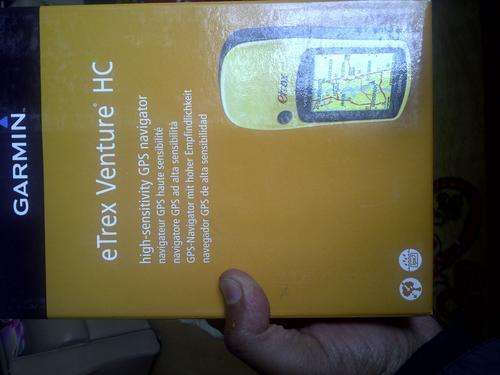 GARMIN
eTrex Venture® HC
high-sensitivity GPS navigator
navigateur GPS haute sensibilité
navigatore GPS ad alta sensibilità
GPS-Navigator mit hoher Empfindlichkeit
navegador GPS de alta sensibilidad
eTrex